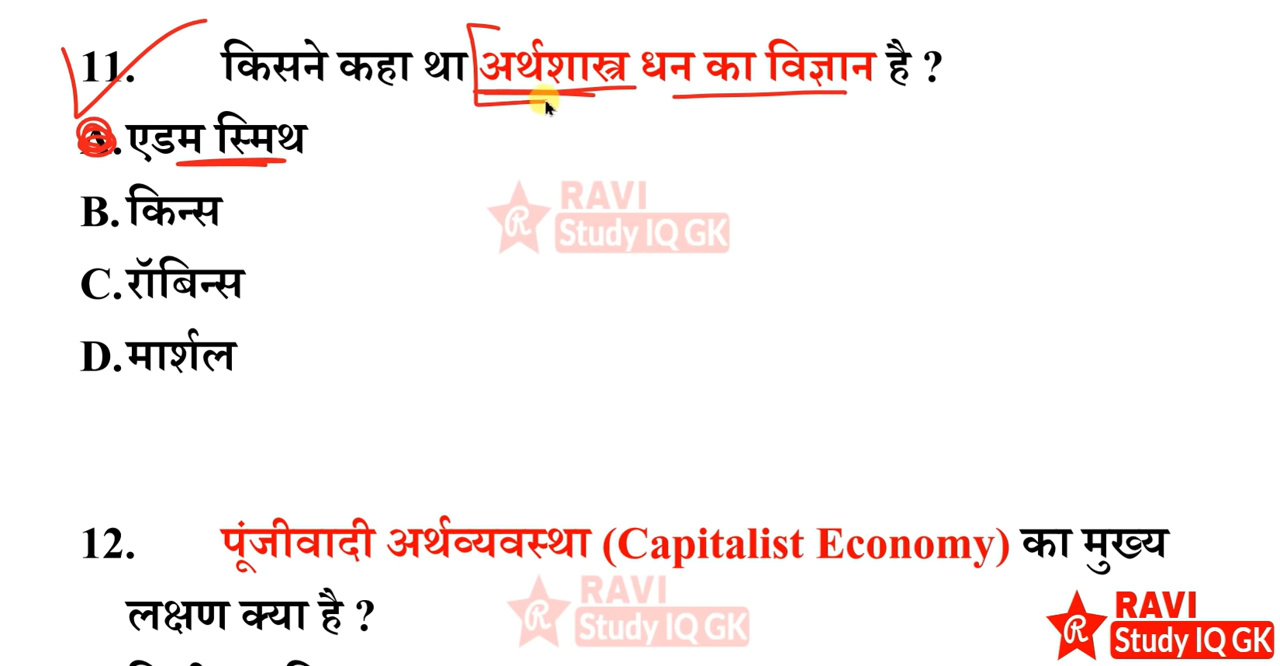 11. किसने कहा था अर्थशास्त्र धन का विज्ञान है ?
A. एडम स्मिथ
B. किन्स
RAVI
Study IQ GK
C. रॉबिन्स
D. मार्शल
12. पूंजीवादी अर्थव्यवस्था (Capitalist Economy) का मुख्य
लक्षण क्या है ?
RAVI
Study IQ GK
RAVI
Study IQ GK